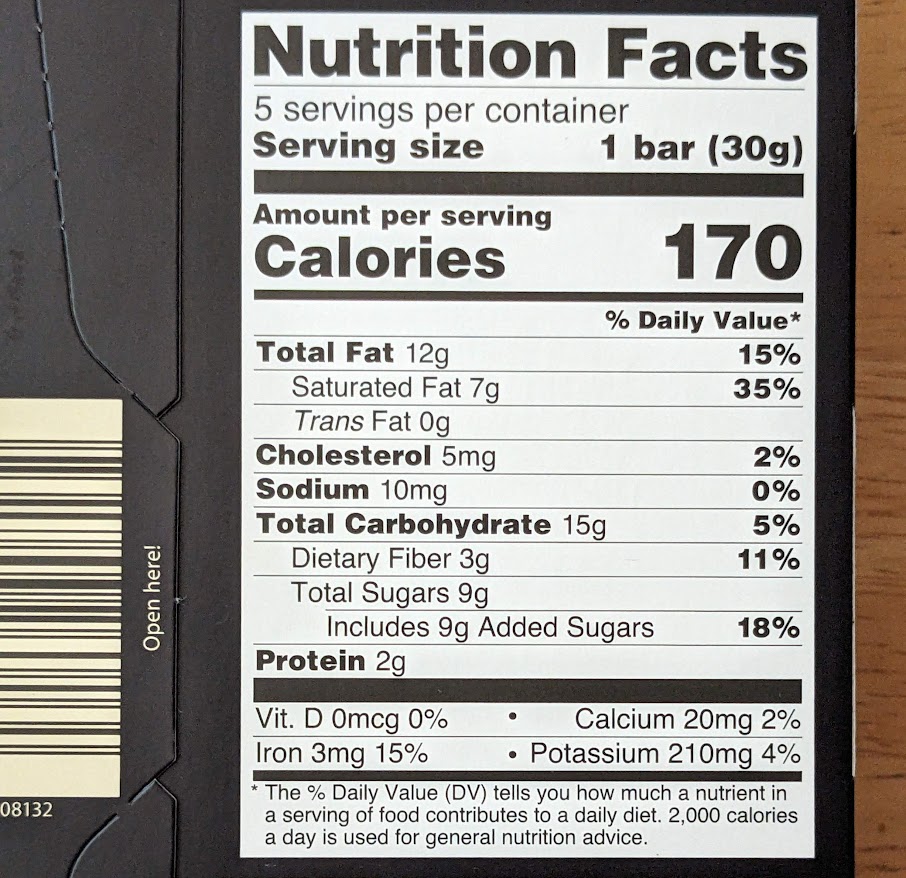 Nutrition Facts
5 servings per container
Serving size 1 bar (30g)
Amount per serving
Calories 170
% Daily Value*
Total Fat 12g 15%
Saturated Fat 7g 35%
Trans Fat 0g
Cholesterol 5mg 2%
Sodium 10mg 0%
Total Carbohydrate 15g 5%
Dietary Fiber 3g 11%
Total Sugars 9g
Includes 9g Added Sugars 18%
Protein 2g
Vit. D 0mcg 0% • Calcium 20mg 2%
Iron 3mg 15% • Potassium 210mg 4%
* The % Daily Value (DV) tells you how much a nutrient in
a serving of food contributes to a daily diet. 2,000 calories
a day is used for general nutrition advice.
Open here!
08132